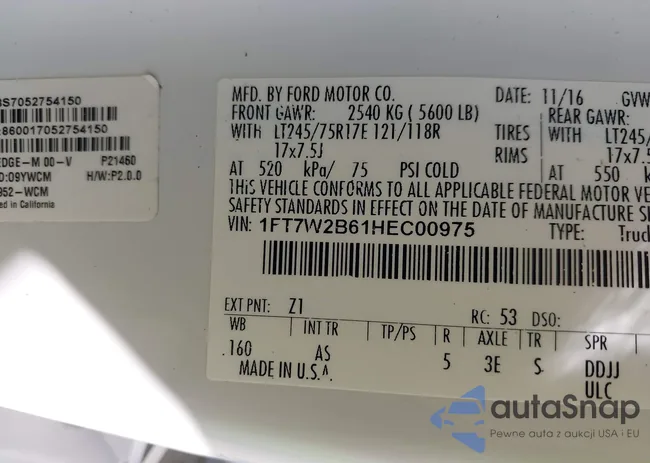 3S7052754150
860017052754150
EDGE-M 00-V P21460
D:09YWCM H/W:P2.0.0
952-WCM
ed in California
MFD. BY FORD MOTOR CO. DATE: 11/16 GVW
FRONT GAWR: 2540 KG ( 5600 LB) REAR GAWR:
WITH LT245/75R17E 121/118R TIRES WITH LT245/
17x7.5J RIMS 17x7.5
AT 520 kPa/ 75 PSI COLD AT 550 k
THIS VEHICLE CONFORMS TO ALL APPLICABLE FEDERAL MOTOR VE
SAFETY STANDARDS IN EFFECT ON THE DATE OF MANUFACTURE SH
VIN: 1FT7W2B61HEC00975 TYPE: Truc
EXT PNT: Z1 RC: 53 DSO:
WB INT TR TP/PS R AXLE TR SPR
.160 AS 5 3E S DDJJ
MADE IN U.S.A. ULC
autaSnap
Pewne auta z aukcji USA i EU